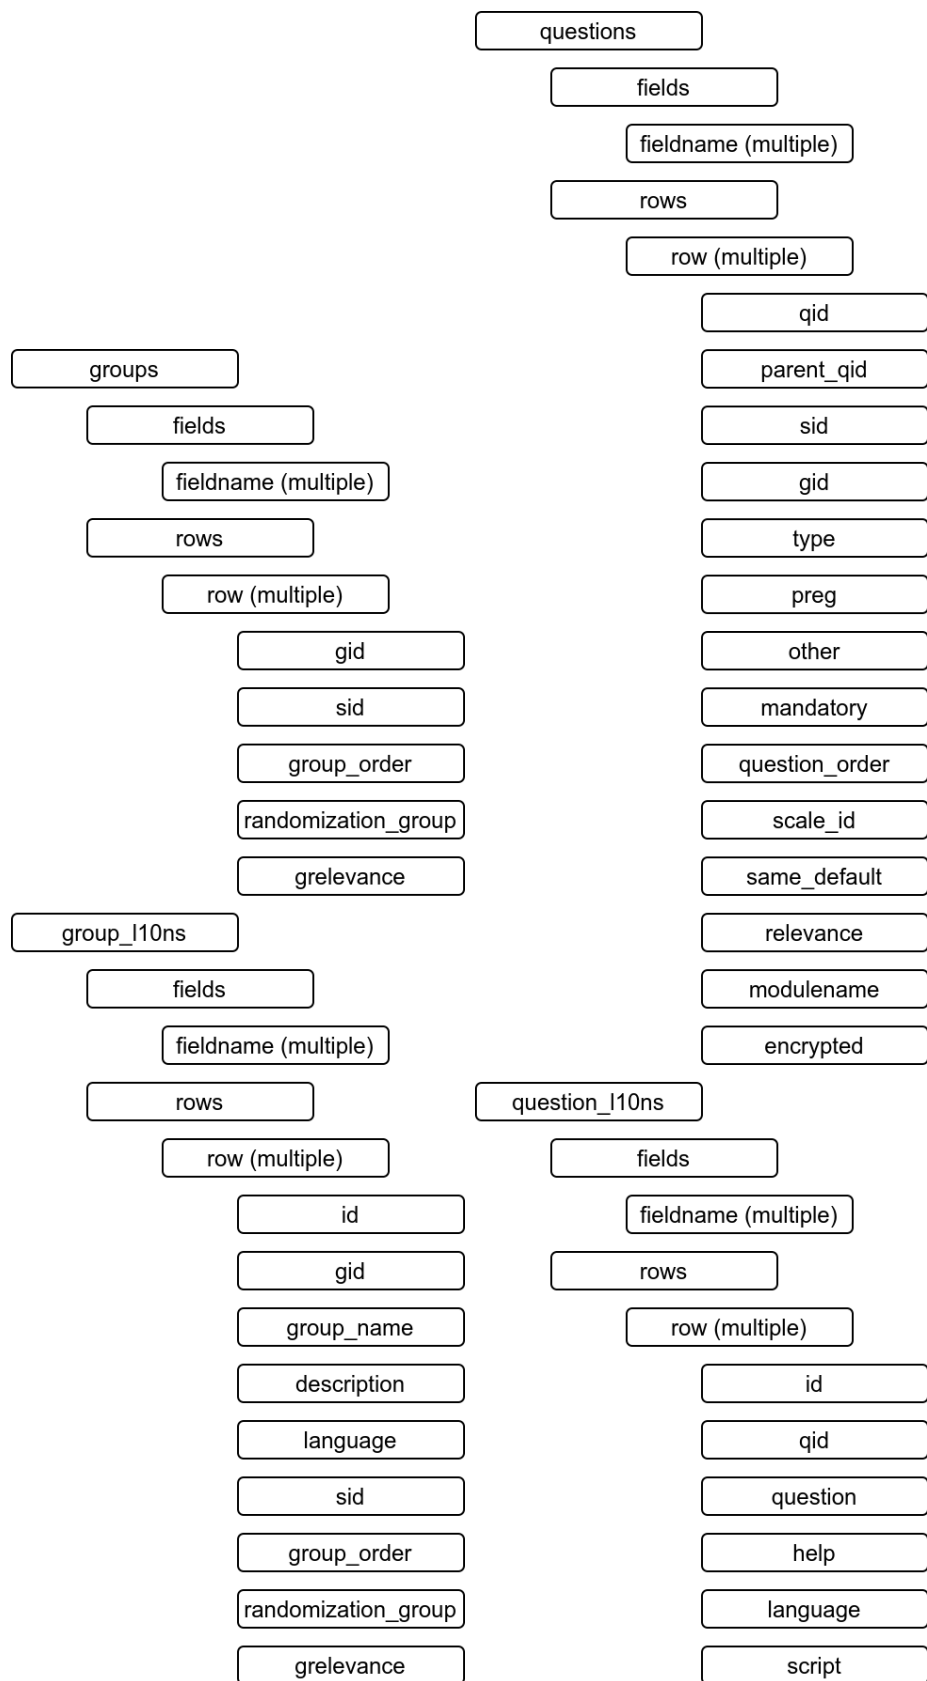 groups
fields
fieldname (multiple)
rows
row (multiple)
gid
sid
group_order
randomization_group
grelevance
group_l10ns
fields
fieldname (multiple)
rows
row (multiple)
id
gid
group_name
description
language
sid
group_order
randomization_group
grelevance
questions
fields
fieldname (multiple)
rows
row (multiple)
qid
parent_qid
sid
gid
type
preg
other
mandatory
question_order
scale_id
same_default
relevance
modulename
encrypted
question_l10ns
fields
fieldname (multiple)
rows
row (multiple)
id
qid
question
help
language
script